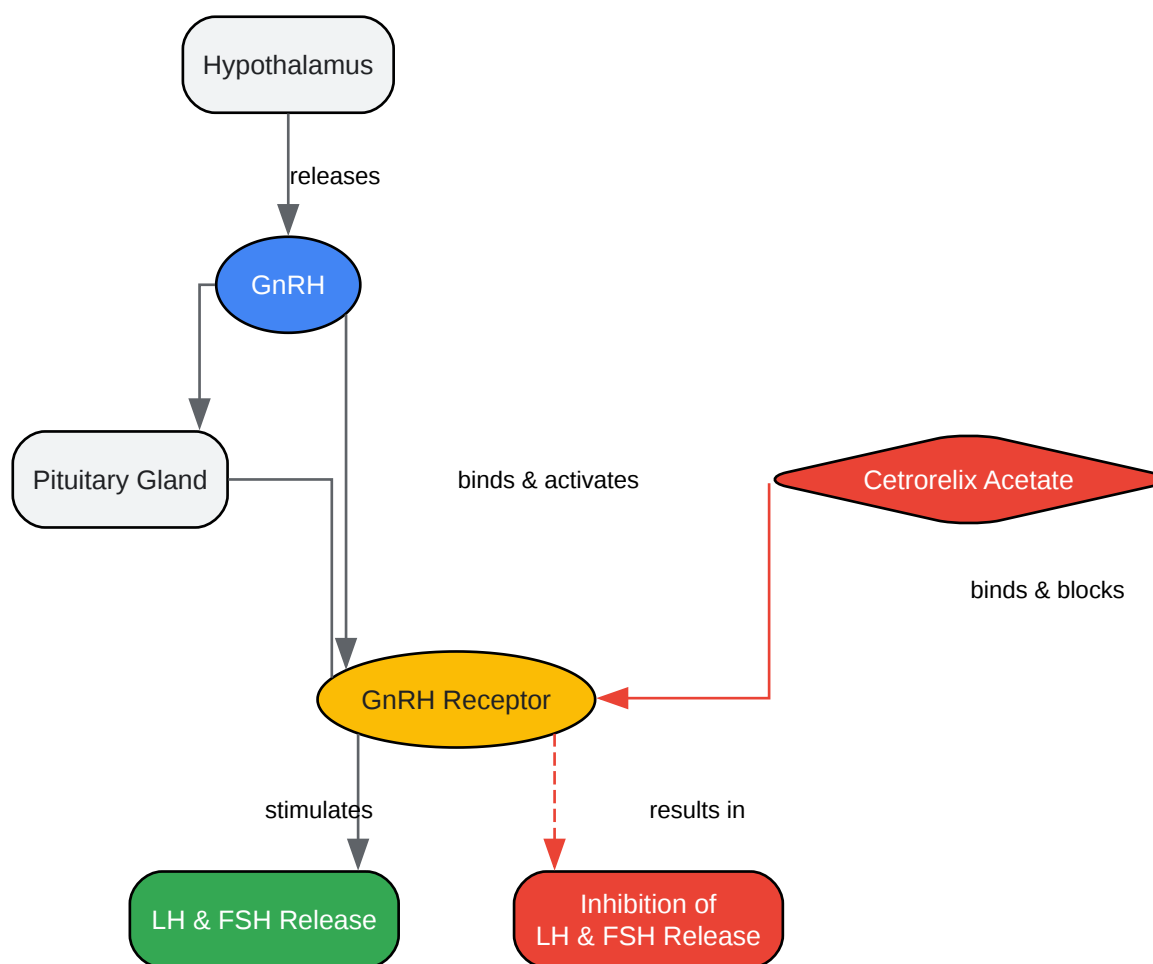 Hypothalamus
releases
GnRH
Pituitary Gland
binds & activates
Cetrorelix Acetate
binds & blocks
GnRH Receptor
stimulates
results in
LH & FSH Release
Inhibition of
LH & FSH Release